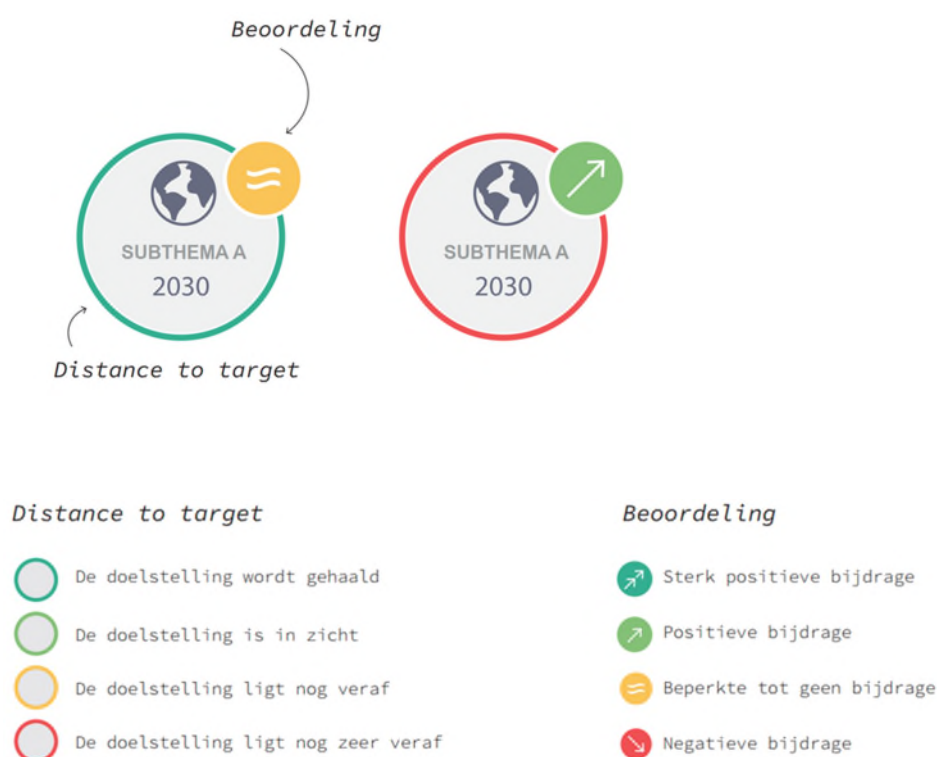 Beoordeling
SUBTHEMA A
2030
SUBTHEMA A
2030
Distance to target
Distance to target
De doelstelling wordt gehaald
De doelstelling is in zicht
De doelstelling ligt nog veraf
De doelstelling ligt nog zeer veraf
Beoordeling
Sterk positieve bijdrage
Positieve bijdrage
Beperkte tot geen bijdrage
Negatieve bijdrage